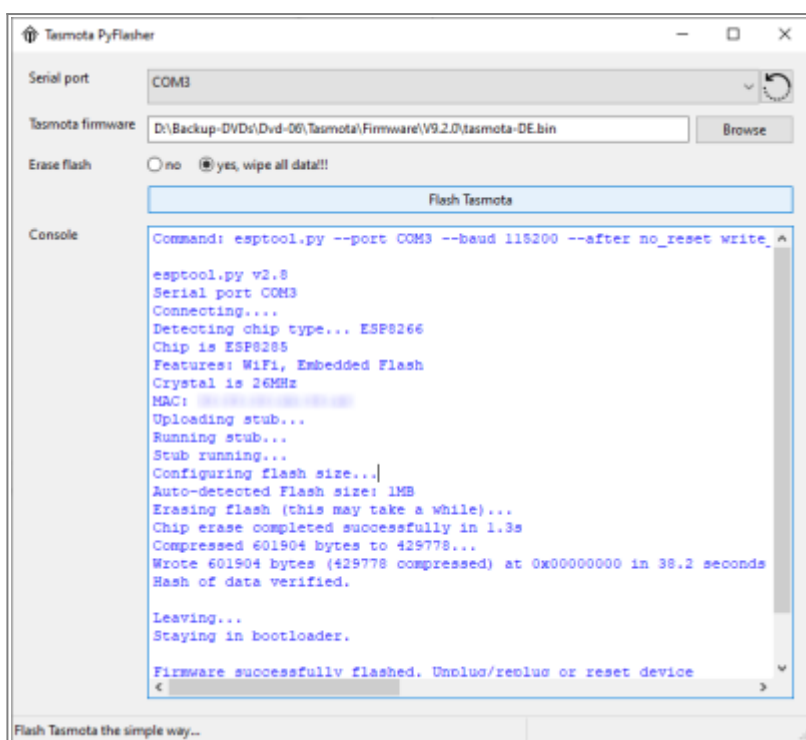 Tasmota PyFlasher
Serial port
COM3
Tasmota firmware
D:\Backup-DVDs\Dvd-06\Tasmota\Firmware\V9.2.0\tasmota-DE.bin
Browse
Erase flash
no
yes, wipe all data!!!
Flash Tasmota
Console
Command: esptool.py --port COM3 --baud 115200 --after no_reset write_
esptool.py v2.8
Serial port COM3
Connecting....
Detecting chip type... ESP8266
Chip is ESP8285
Features: WiFi, Embedded Flash
Crystal is 26MHz
MAC:
Uploading stub...
Running stub...
Stub running...
Configuring flash size...
Auto-detected Flash size: 1MB
Erasing flash (this may take a while)...
Chip erase completed successfully in 1.3s
Compressed 601904 bytes to 429778...
Wrote 601904 bytes (429778 compressed) at 0x00000000 in 38.2 seconds
Hash of data verified.
Leaving...
Staying in bootloader.
Firmware successfully flashed. Unplug/replug or reset device
Flash Tasmota the simple way...